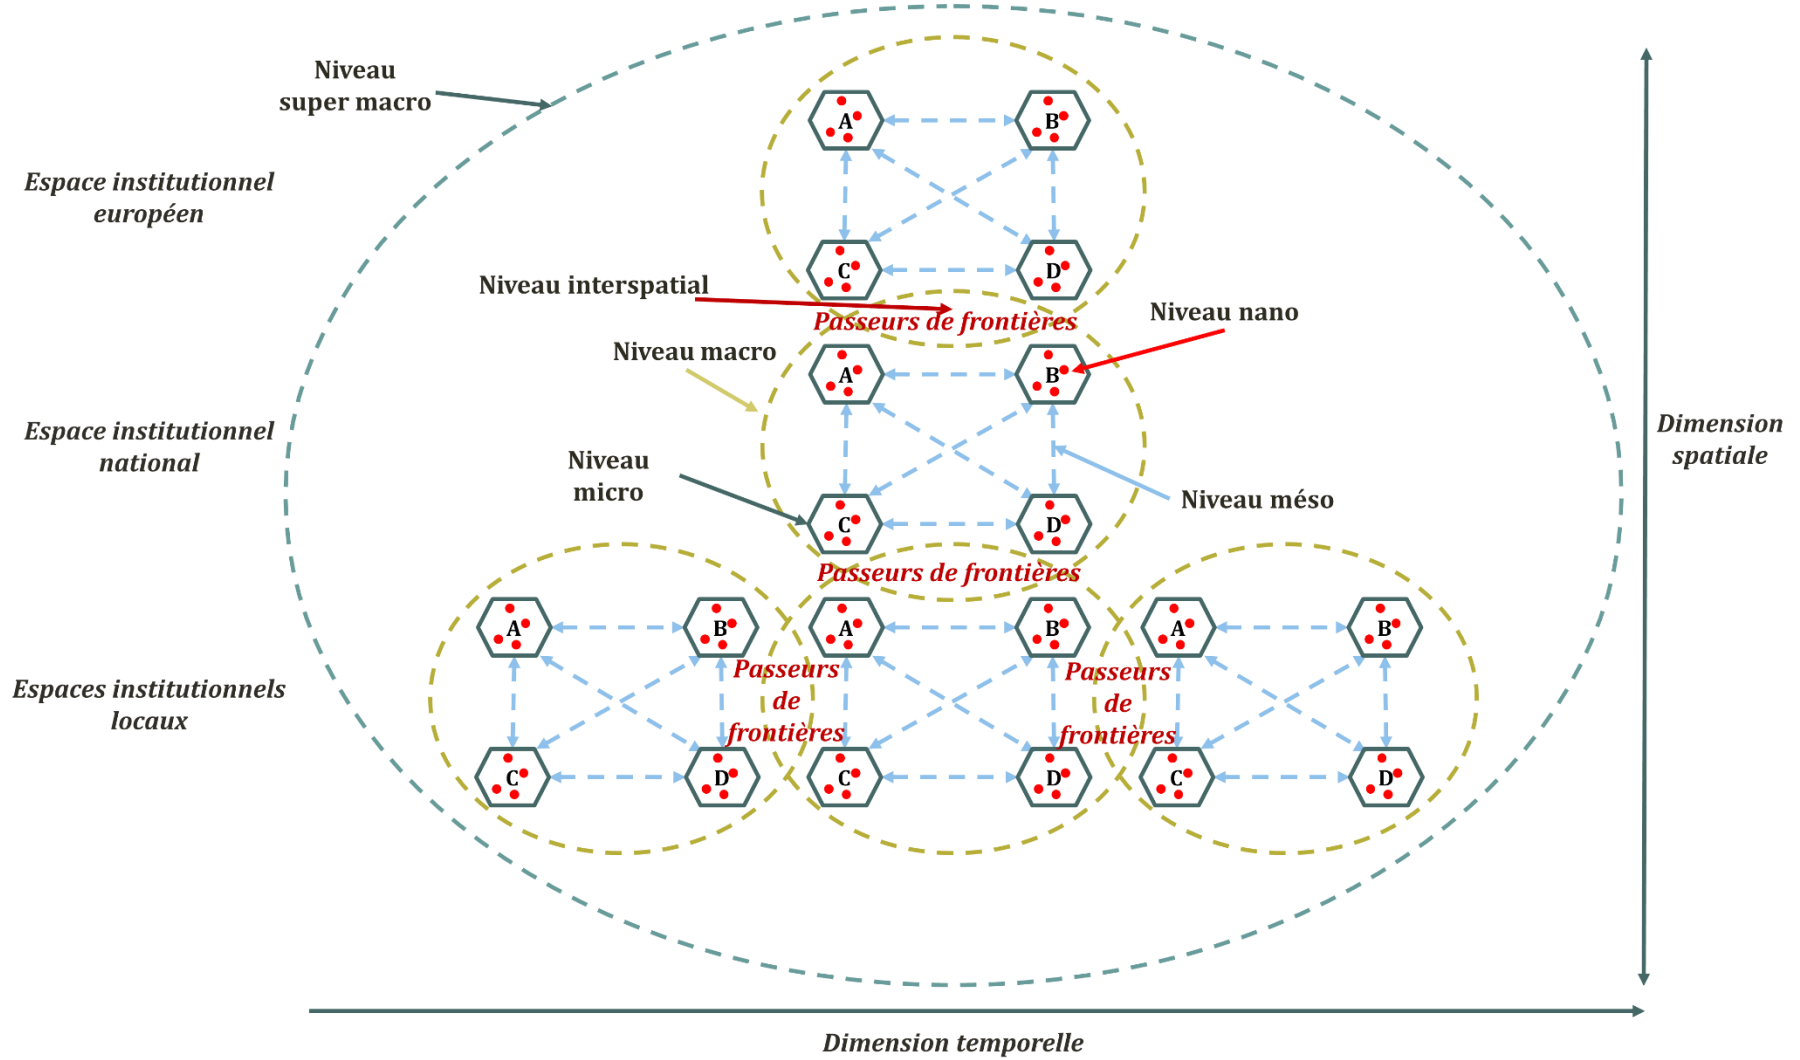 Niveau
super macro
A
B
Espace institutionnel
européen
C
D
Niveau interspatial
Passeurs de frontières
Niveau nano
Niveau macro
A
B
Espace institutionnel
national
Dimension
spatiale
Niveau
micro
Niveau méso
C
D
Passeurs de frontières
A
B
A
B
A
B
Passeurs
de
frontières
Passeurs
de
frontières
Espaces institutionnels
locaux
C
D
C
D
C
D
Dimension temporelle